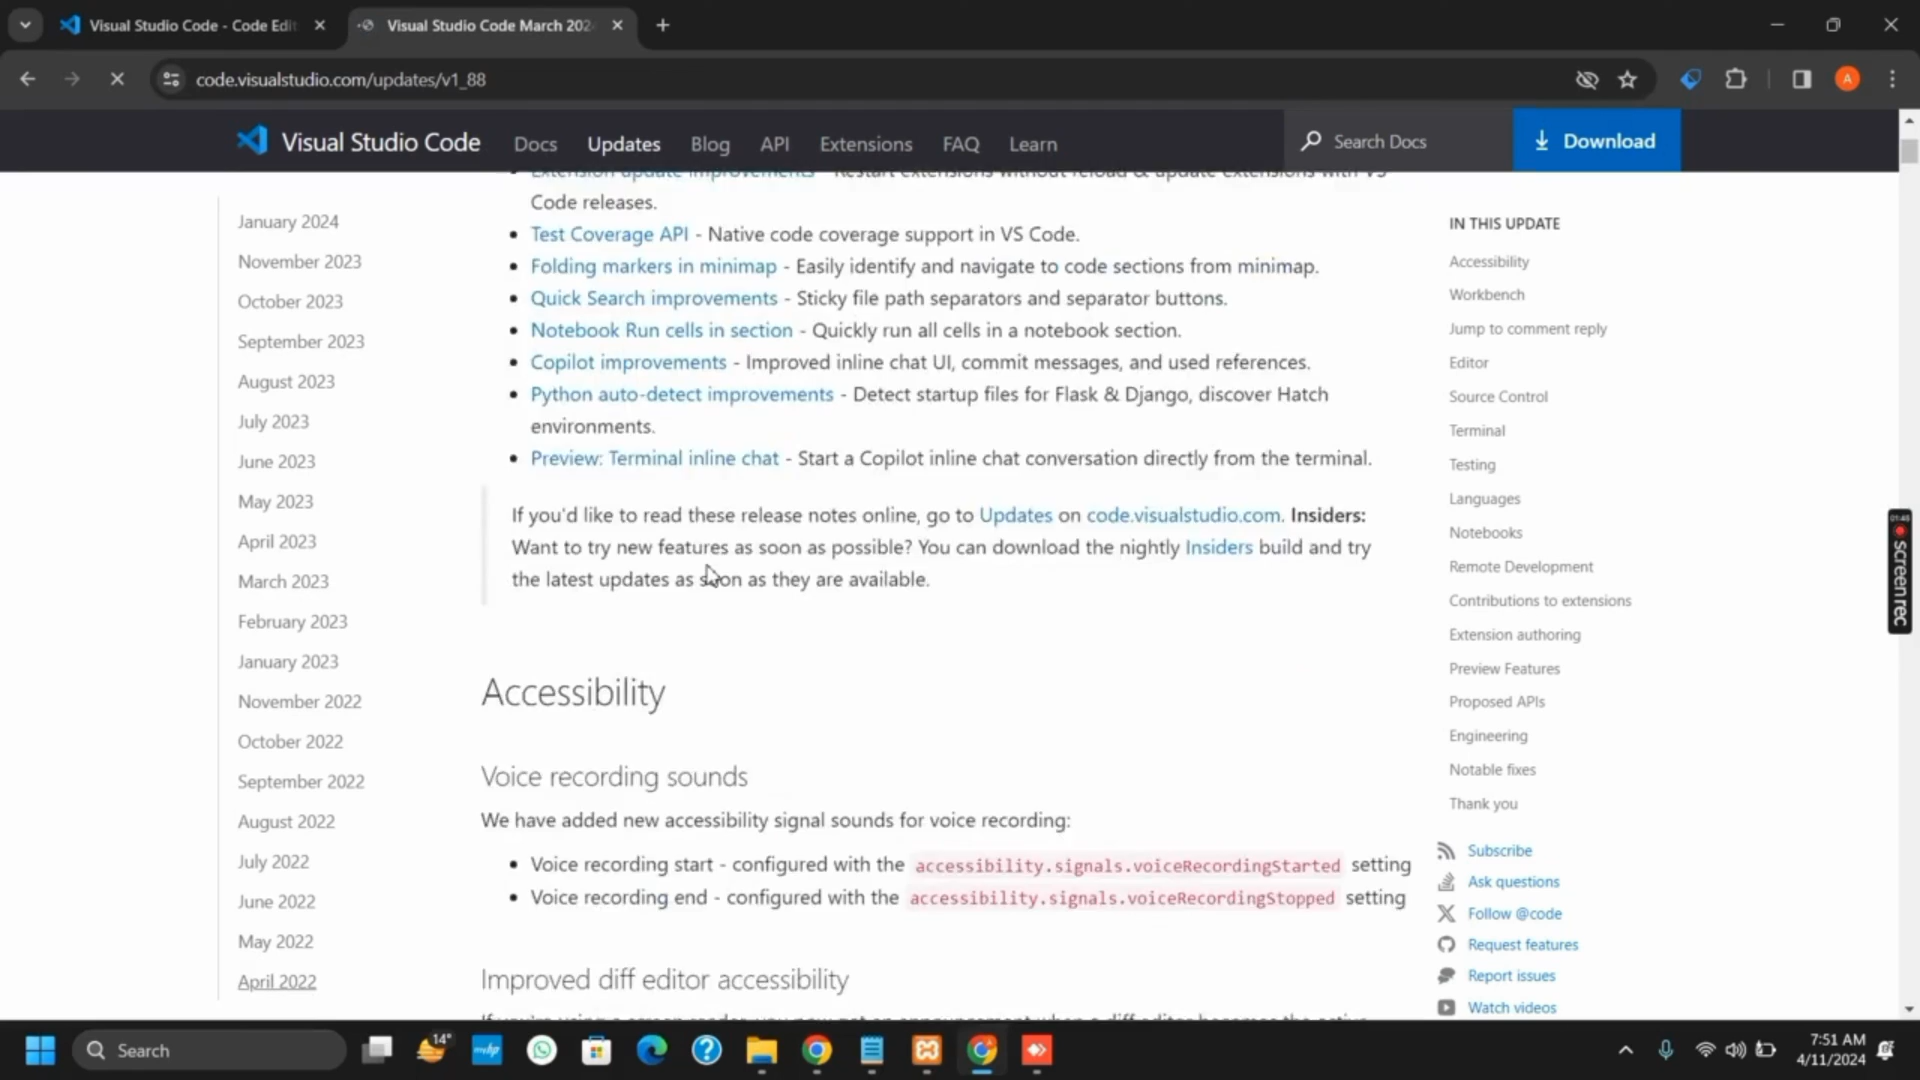 Visual Studio Code - Code Edit
Visual Studio Code March 202
code.visualstudio.com/updates/v1_88
A
Visual Studio Code
Docs
Updates
Blog
API
Extensions
FAQ
Learn
Search Docs
Download
January 2024
November 2023
October 2023
September 2023
August 2023
July 2023
June 2023
May 2023
April 2023
March 2023
February 2023
January 2023
November 2022
October 2022
September 2022
August 2022
July 2022
June 2022
May 2022
April 2022
Extension update improvements - Restart extensions without reload & update extensions with VS
Code releases.
Test Coverage API - Native code coverage support in VS Code.
Folding markers in minimap - Easily identify and navigate to code sections from minimap.
Quick Search improvements - Sticky file path separators and separator buttons.
Notebook Run cells in section - Quickly run all cells in a notebook section.
Copilot improvements - Improved inline chat UI, commit messages, and used references.
Python auto-detect improvements - Detect startup files for Flask & Django, discover Hatch
environments.
Preview: Terminal inline chat - Start a Copilot inline chat conversation directly from the terminal.
If you'd like to read these release notes online, go to Updates on code.visualstudio.com. Insiders:
Want to try new features as soon as possible? You can download the nightly Insiders build and try
the latest updates as soon as they are available.
Accessibility
Voice recording sounds
We have added new accessibility signal sounds for voice recording:
Voice recording start - configured with the accessibility.signals.voiceRecordingStarted setting
Voice recording end - configured with the accessibility.signals.voiceRecordingStopped setting
Improved diff editor accessibility
IN THIS UPDATE
Accessibility
Workbench
Jump to comment reply
Editor
Source Control
Terminal
Testing
Languages
Notebooks
Remote Development
Contributions to extensions
Extension authoring
Preview Features
Proposed APIs
Engineering
Notable fixes
Thank you
Subscribe
Ask questions
Follow @code
Request features
Report issues
Watch videos
screenrec
Search
14°
myhp
7:51 AM
4/11/2024